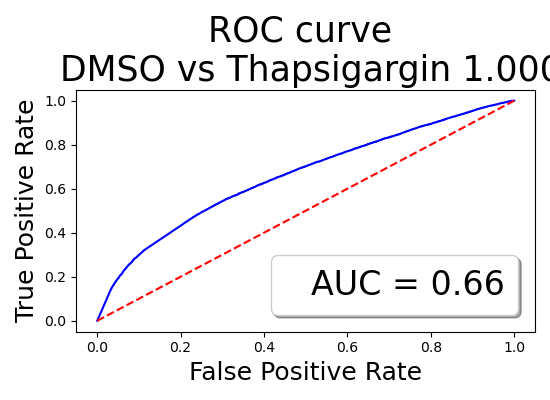 ROC curve
DMSO vs Thapsigargin 1.000
True Positive Rate
1.0
0.8
0.6
0.4
0.2
0.0
AUC = 0.66
0.0 0.2 0.4 0.6 0.8 1.0
False Positive Rate